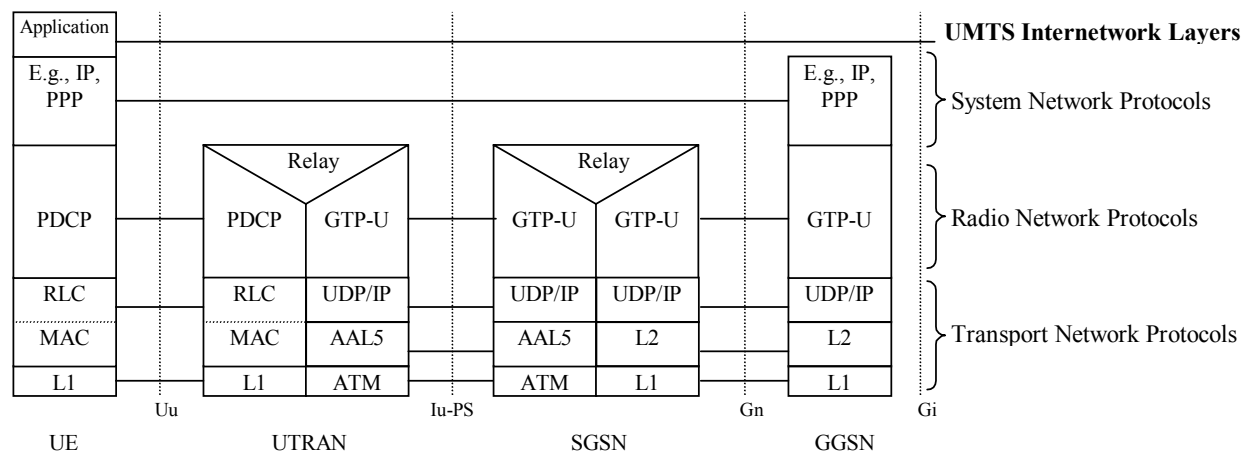 Application
UMTS Internetwork Layers
E.g., IP,
PPP
E.g., IP,
PPP
System Network Protocols
Relay
Relay
PDCP
PDCP
GTP-U
GTP-U
GTP-U
GTP-U
Radio Network Protocols
RLC
RLC
UDP/IP
UDP/IP
UDP/IP
UDP/IP
MAC
MAC
AAL5
AAL5
L2
L2
Transport Network Protocols
L1
L1
ATM
ATM
L1
L1
Uu
Iu-PS
Gn
Gi
UE
UTRAN
SGSN
GGSN